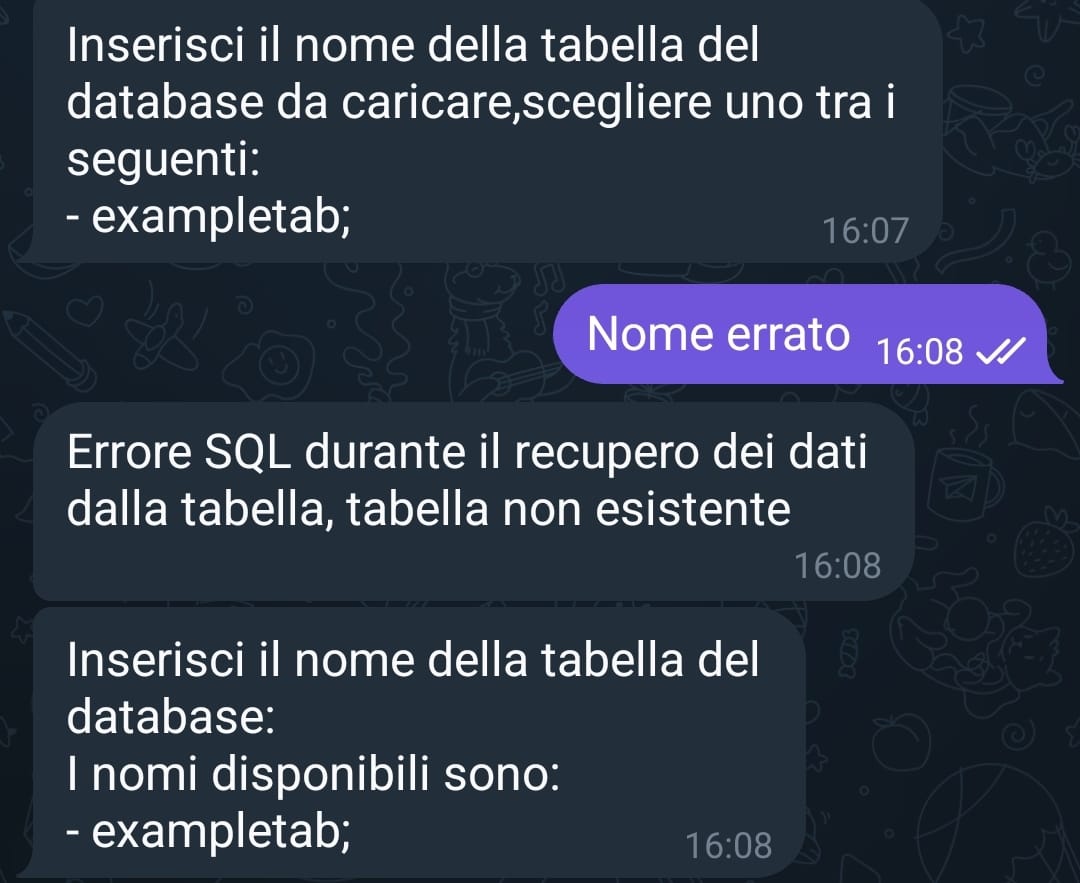 Inserisci il nome della tabella del
database da caricare,scegliere uno tra i
seguenti:
- exampletab;
16:07
Nome errato 16:08
Errore SQL durante il recupero dei dati
dalla tabella, tabella non esistente
16:08
Inserisci il nome della tabella del
database:
I nomi disponibili sono:
- exampletab;
16:08